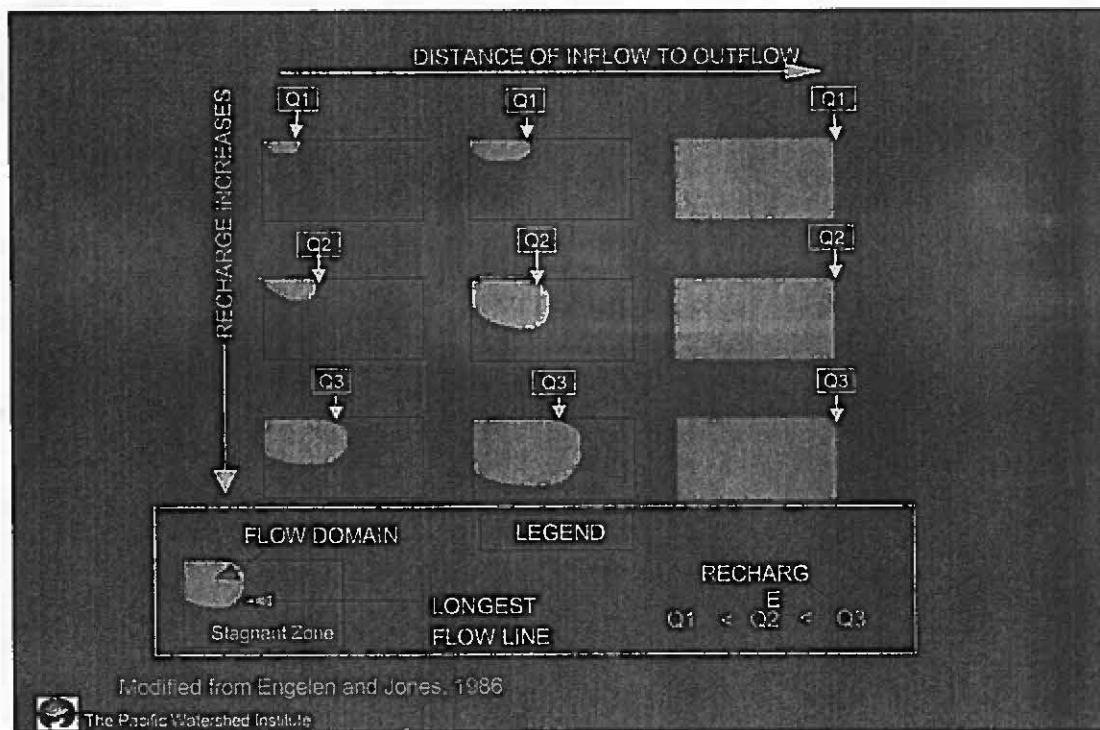 DISTANCE OF INFLOW TO OUTFLOW
RECHARGE INCREASES
Q1
Q1
Q1
Q2
Q2
Q2
Q3
Q3
Q3
FLOW DOMAIN
LEGEND
Stagnant Zone
LONGEST
FLOW LINE
RECHARG
E
Q1 < Q2 < Q3
Modified from Engelen and Jones, 1986
The Pacific Watershed Institute